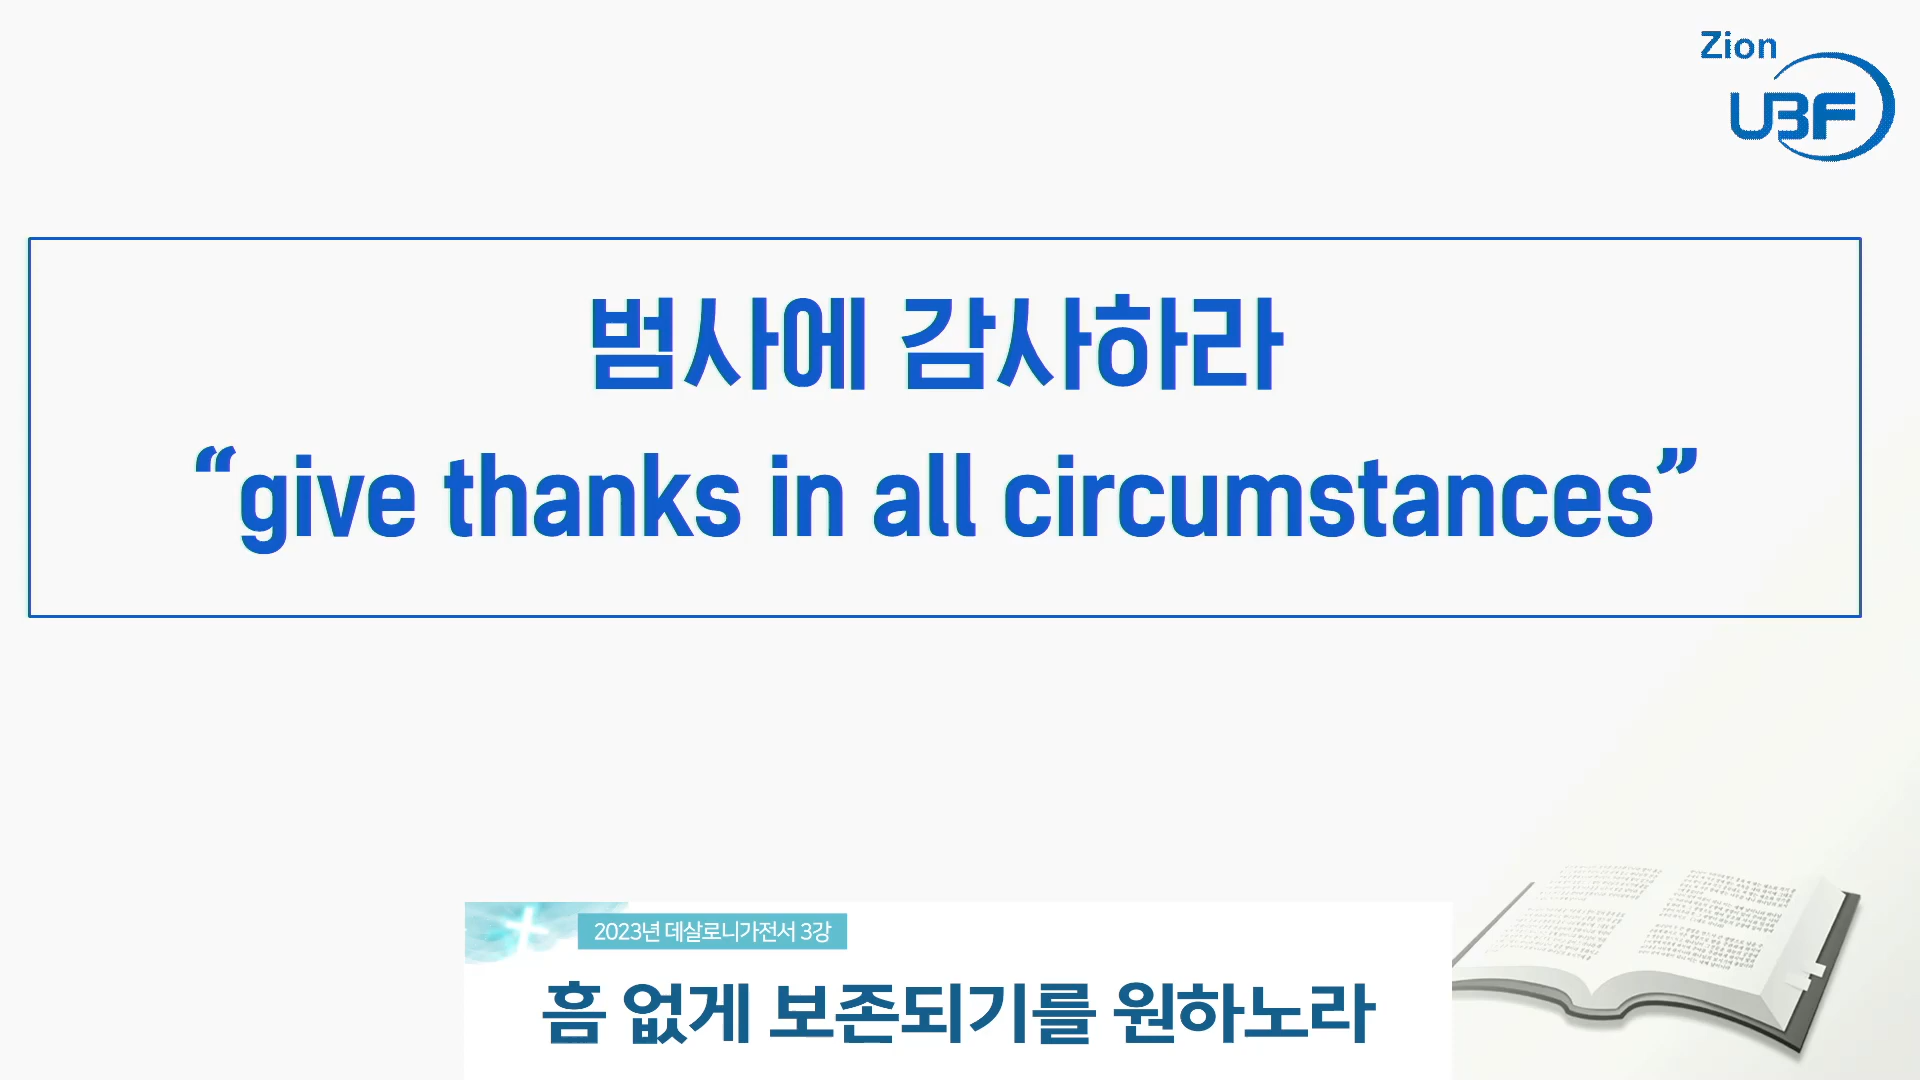 Zion
UBF
범사에 감사하라
“give thanks in all circumstances”
2023년 데살로니가전서 3강
흠 없게 보존되기를 원하노라